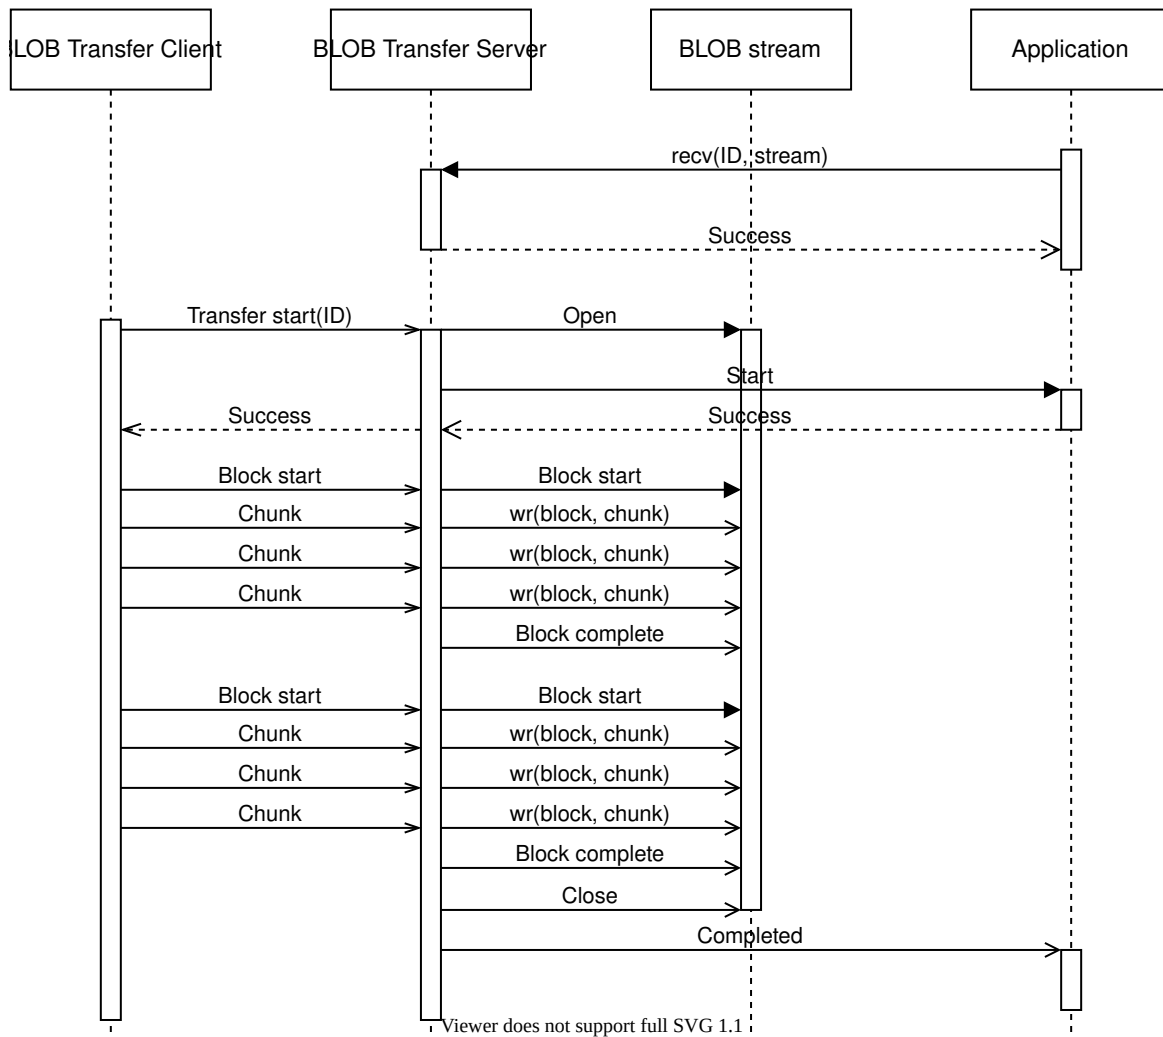 LOB Transfer Client
BLOB Transfer Server
BLOB stream
Application
recv(ID, stream)
Success
Transfer start(ID)
Open
Start
Success
Success
Block start
Block start
Chunk
wr(block, chunk)
Chunk
wr(block, chunk)
Chunk
wr(block, chunk)
Block complete
Block start
Block start
Chunk
wr(block, chunk)
Chunk
wr(block, chunk)
Chunk
wr(block, chunk)
Block complete
Close
Completed
Viewer does not support full SVG 1.1